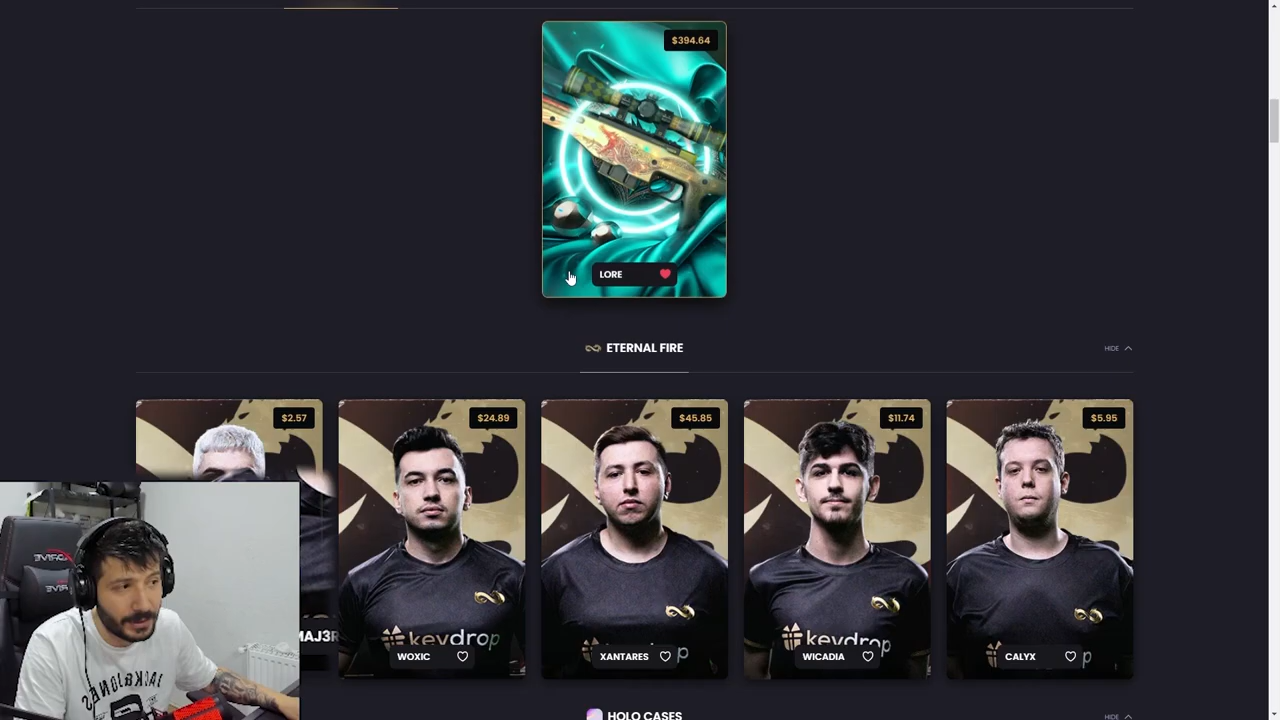 $394.64
LORE
ETERNAL FIRE
HIDE
$2.57
$24.89
$45.85
$11.74
$5.95
MAJ3R
keydrop
WOXIC
XANTARES
keydrop
WICADIA
CALYX
HOLO CASES
HIDE